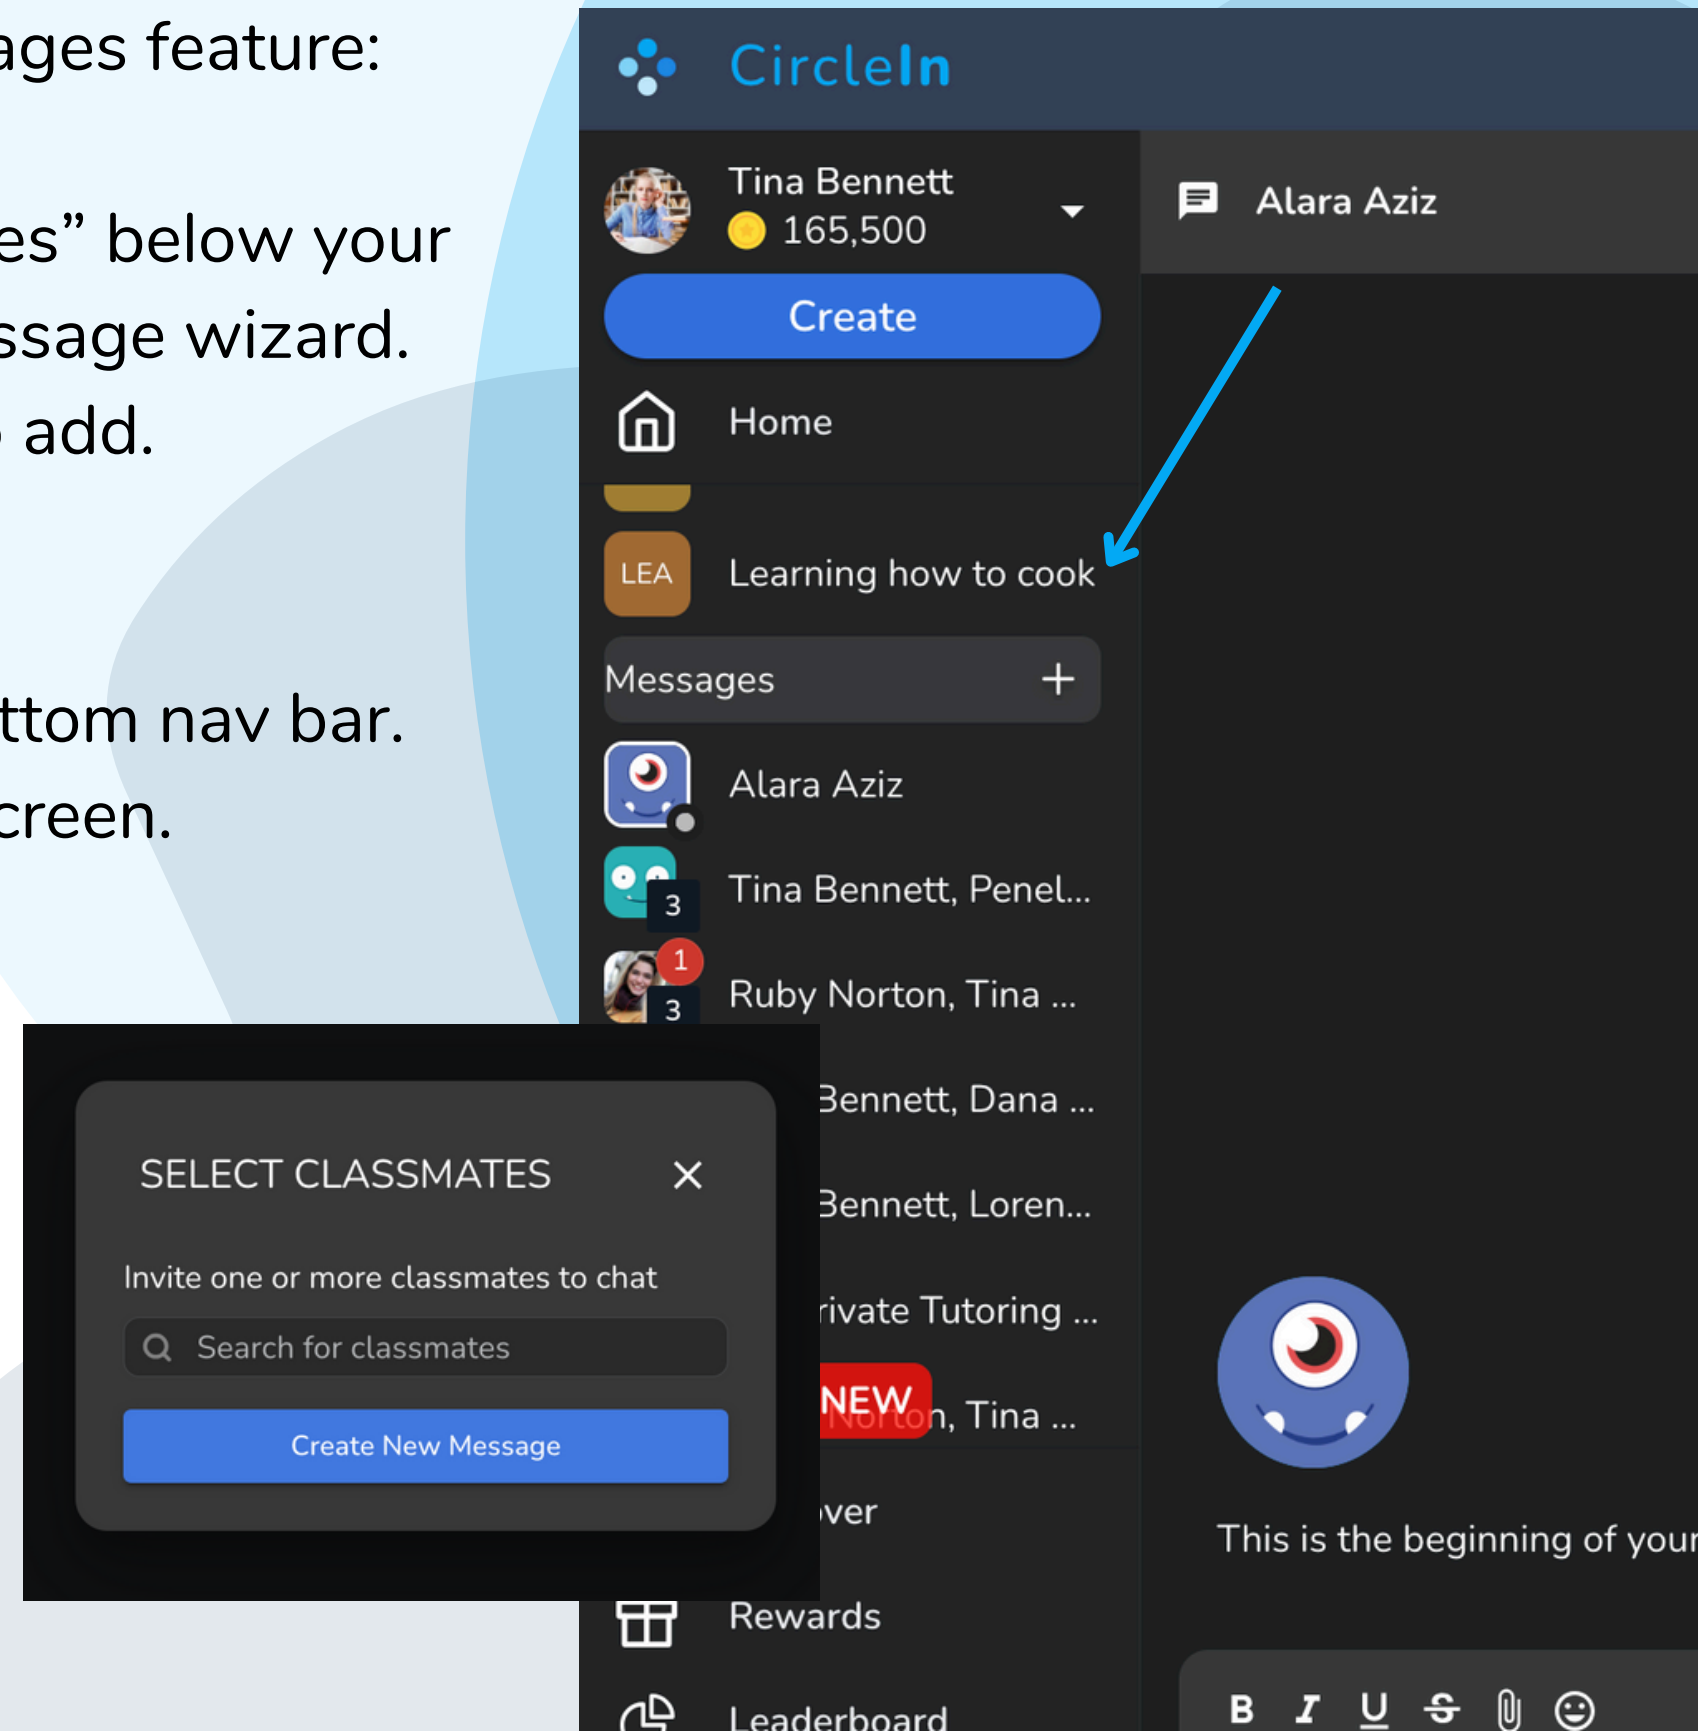 ages feature:
es” below your
ssage wizard.
o add.
ttom nav bar.
creen.
CircleIn
Tina Bennett
165,500
Create
Home
LEA
Learning how to cook
Messages
Alara Aziz
Tina Bennett, Penel...
3
1
Ruby Norton, Tina ...
3
Bennett, Dana ...
Bennett, Loren...
rivate Tutoring ...
NEW
Norton, Tina ...
over
Rewards
Leaderboard
SELECT CLASSMATES
Invite one or more classmates to chat
Search for classmates
Create New Message
Alara Aziz
This is the beginning of your
B I U S